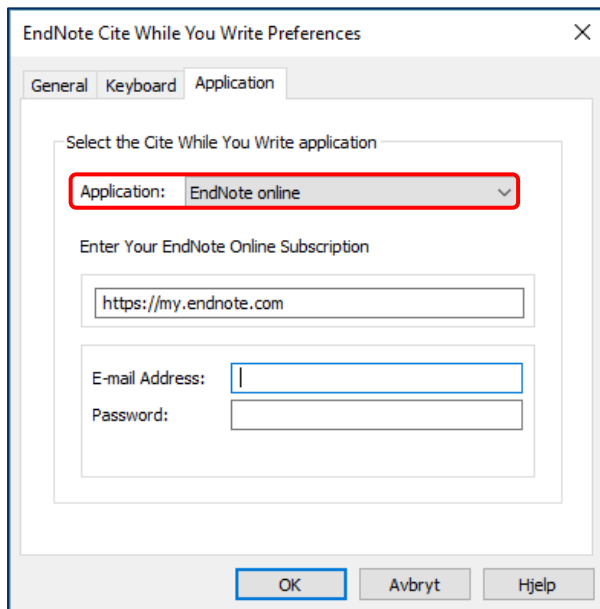 EndNote Cite While You Write Preferences
General Keyboard Application
Select the Cite While You Write application
Application: EndNote online
Enter Your EndNote Online Subscription
https://my.endnote.com
E-mail Address:
Password:
OK Avbryt Hjelp